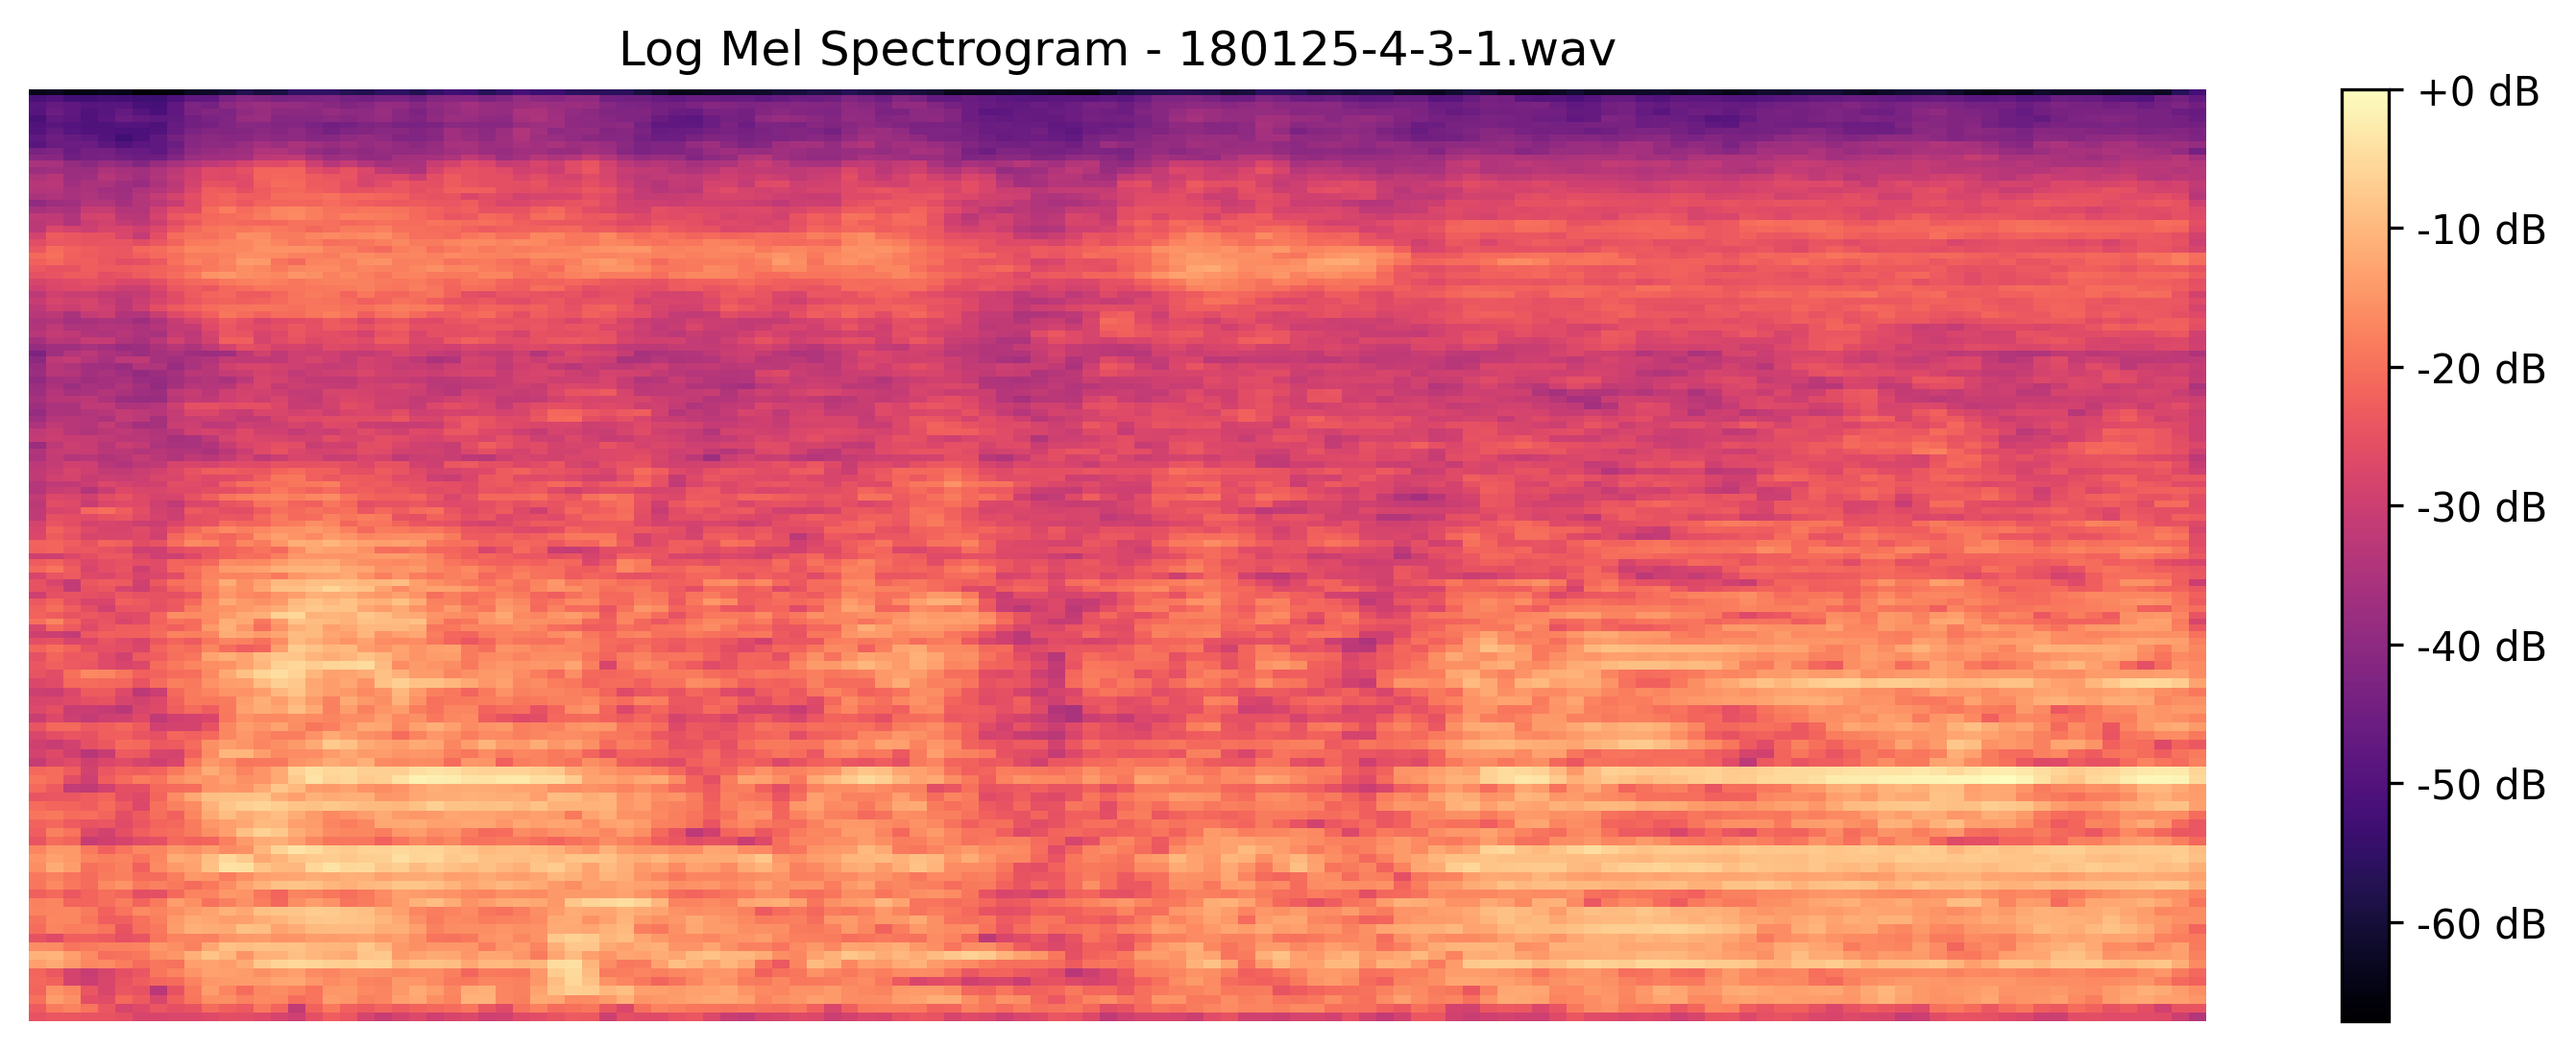 Log Mel Spectrogram - 180125-4-3-1.wav
+0 dB
-10 dB
-20 dB
-30 dB
-40 dB
-50 dB
-60 dB